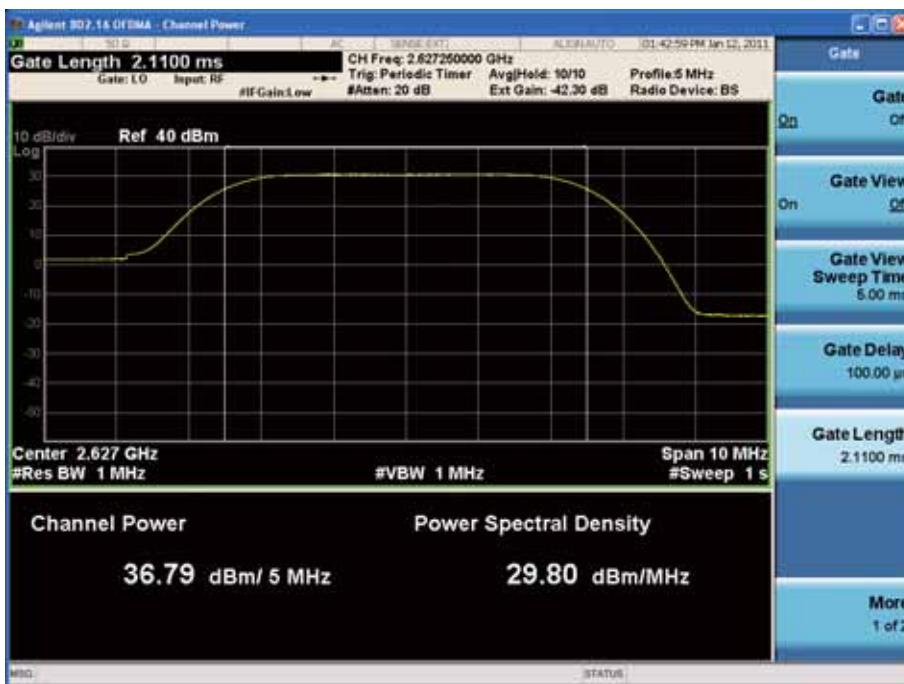 Agilent 802.16 OFDMA - Channel Power
50 Ω AC SENSE:EXT ALIGN AUTO 01:42:59 PM Jan 12, 2011
Gate Length 2.1100 ms
CH Freq: 2.627250000 GHz
Gate: LO Input: RF
Trig: Periodic Timer Avg|Hold: 10/10 Profile:5 MHz
#IFGain:Low
#Atten: 20 dB Ext Gain: -42.30 dB Radio Device: BS
10 dB/div Ref 40 dBm
Log
30
20
10
0
-10
-20
-30
-40
-50
Center 2.627 GHz Span 10 MHz
#Res BW 1 MHz #VBW 1 MHz #Sweep 1 s
Channel Power Power Spectral Density
36.79 dBm/ 5 MHz 29.80 dBm/MHz
MSG STATUS
Gate
Gate
On Of
Gate View
On Of
Gate View
Sweep Time
5.00 ms
Gate Delay
100.00 µs
Gate Length
2.1100 ms
More
1 of 2